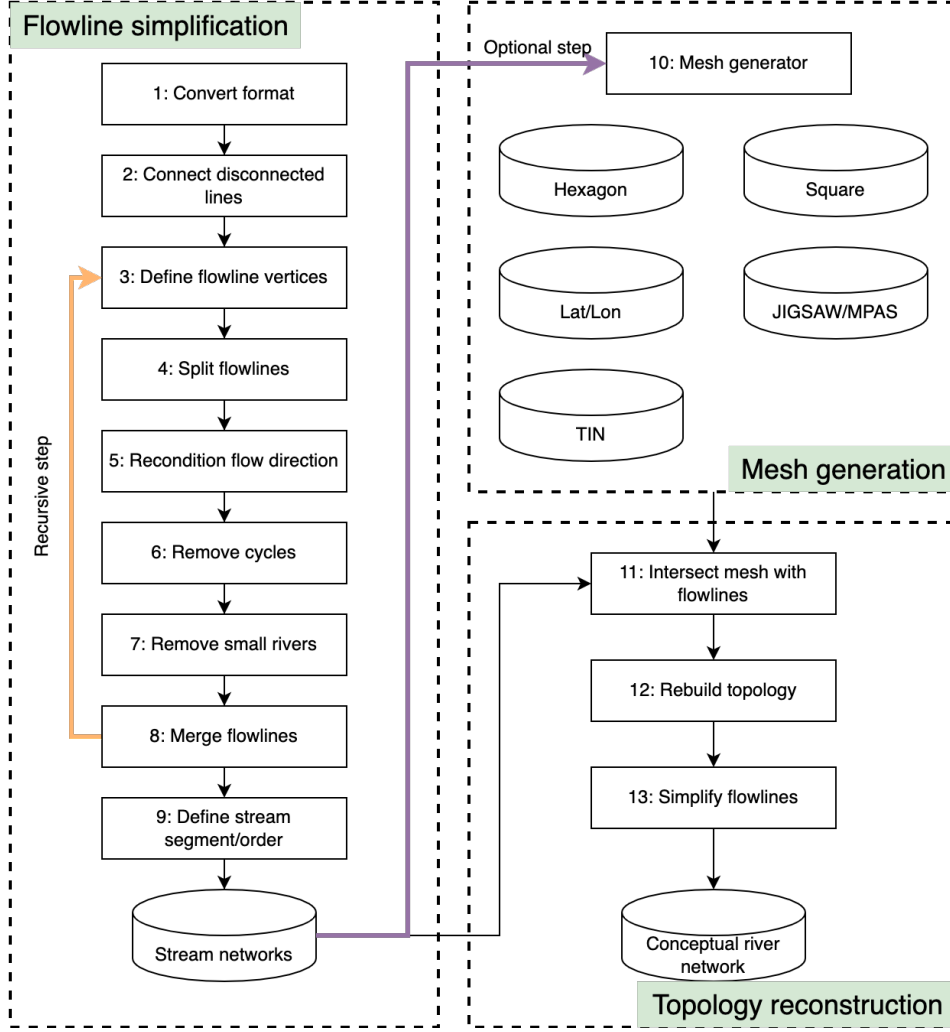 Flowline simplification
1: Convert format
2: Connect disconnected
lines
3: Define flowline vertices
4: Split flowlines
5: Recondition flow direction
6: Remove cycles
7: Remove small rivers
8: Merge flowlines
9: Define stream
segment/order
Stream networks
Recursive step
Optional step
10: Mesh generator
Hexagon
Square
Lat/Lon
JIGSAW/MPAS
TIN
Mesh generation
11: Intersect mesh with
flowlines
12: Rebuild topology
13: Simplify flowlines
Conceptual river
network
Topology reconstruction